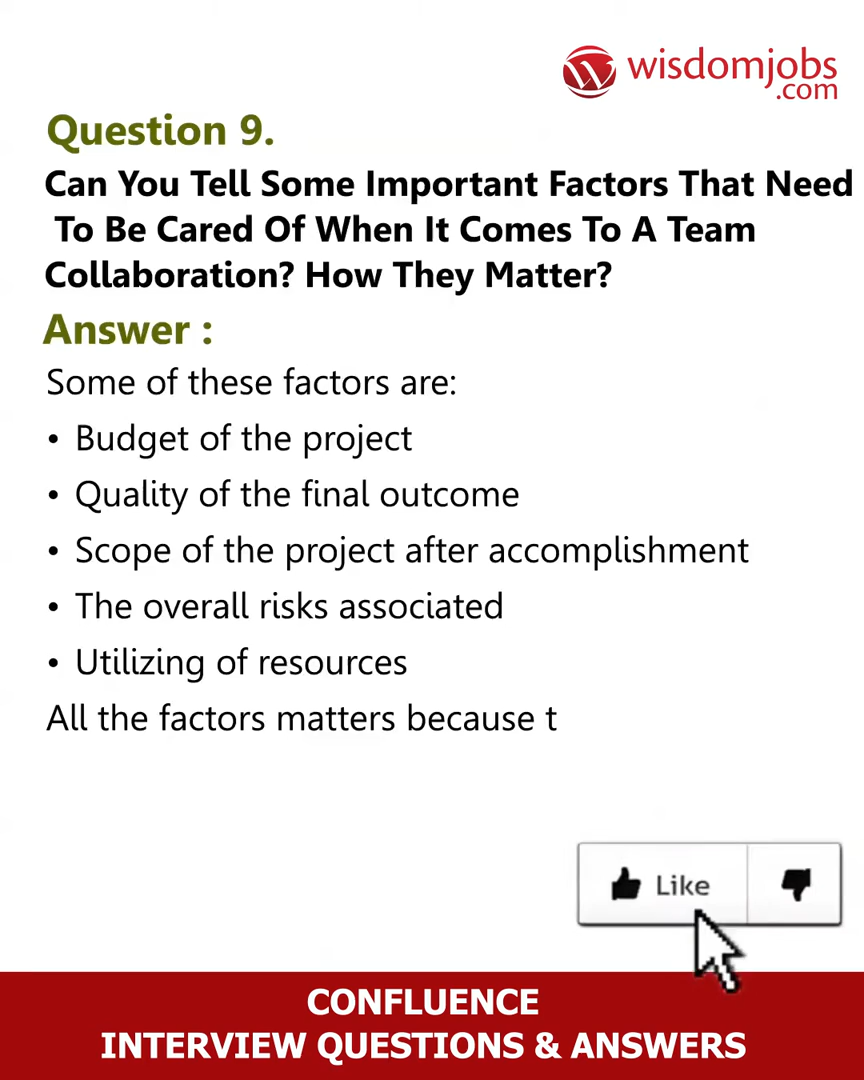 wisdomjobs
.com
Question 9.
Can You Tell Some Important Factors That Need
To Be Cared Of When It Comes To A Team
Collaboration? How They Matter?
Answer :
Some of these factors are:
• Budget of the project
• Quality of the final outcome
• Scope of the project after accomplishment
• The overall risks associated
• Utilizing of resources
All the factors matters because t
Like
CONFLUENCE
INTERVIEW QUESTIONS & ANSWERS